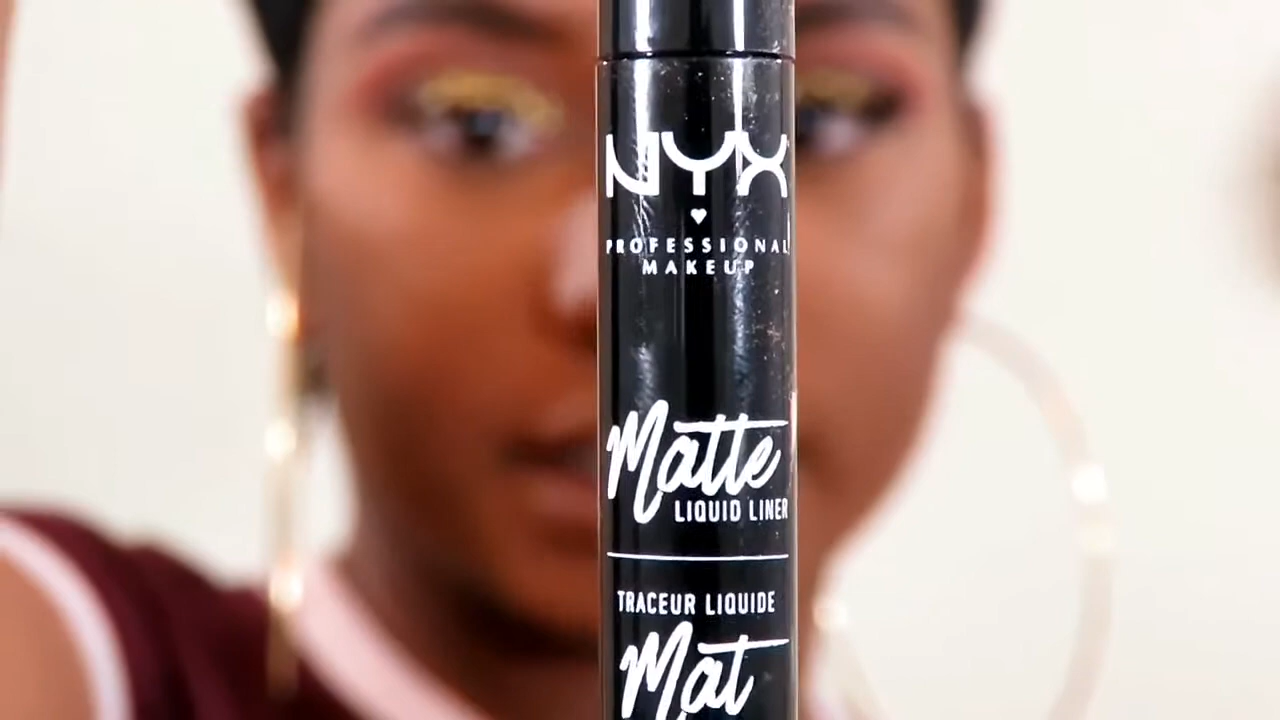 NYX
PROFESSIONAL
MAKEUP
Matte
LIQUID LINER
TRACEUR LIQUIDE
Mat